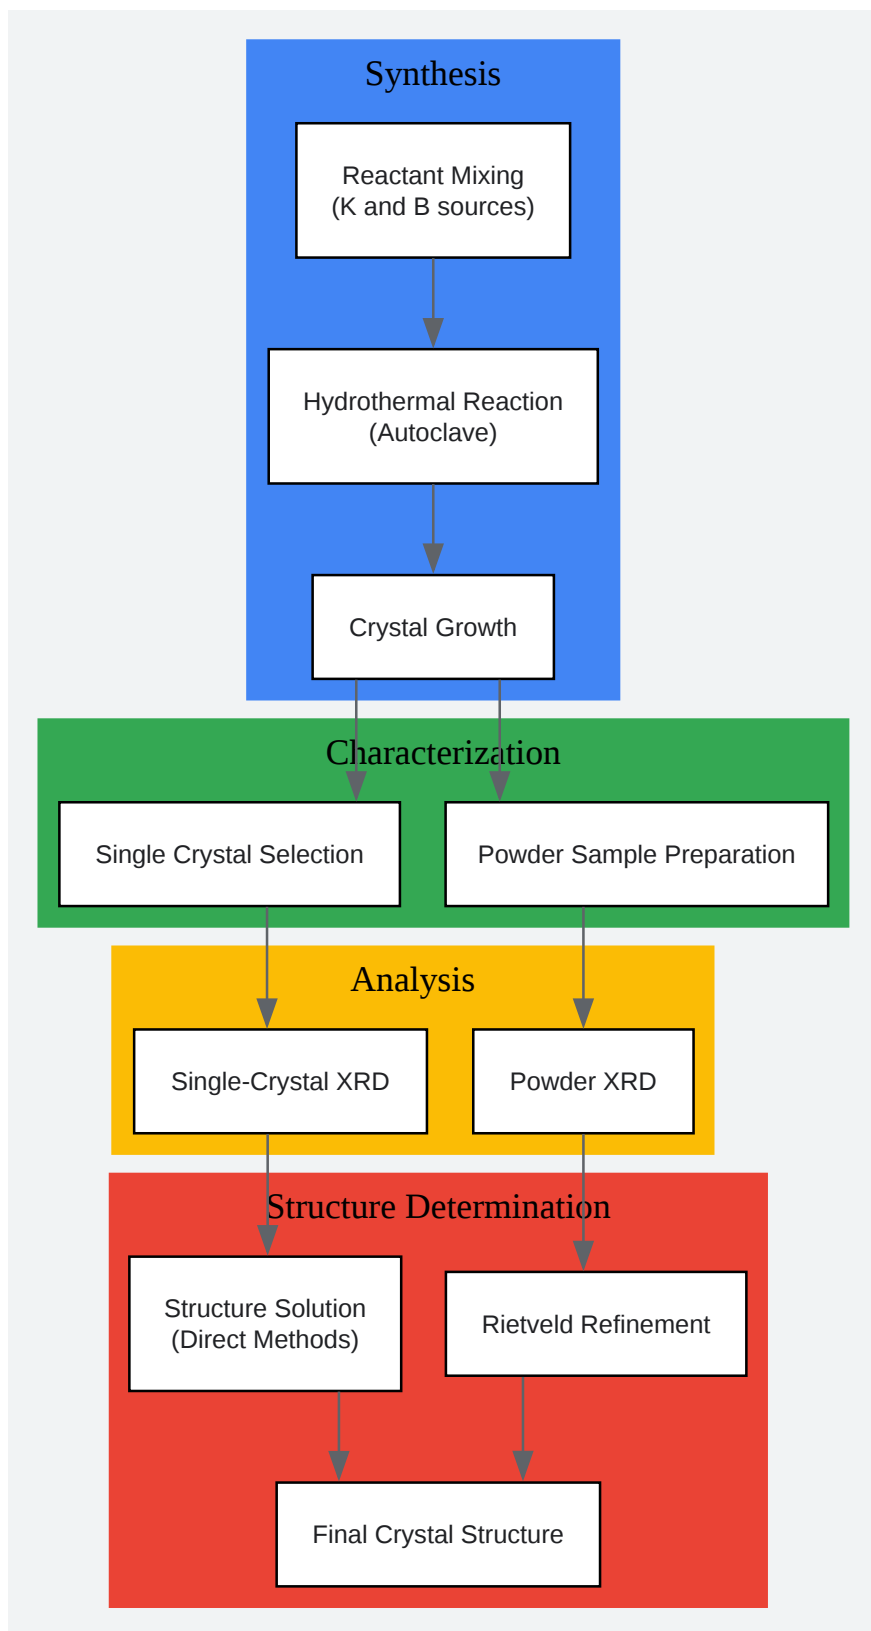 Synthesis
Reactant Mixing
(K and B sources)
Hydrothermal Reaction
(Autoclave)
Crystal Growth
Characterization
Single Crystal Selection
Powder Sample Preparation
Analysis
Single-Crystal XRD
Powder XRD
Structure Determination
Structure Solution
(Direct Methods)
Rietveld Refinement
Final Crystal Structure